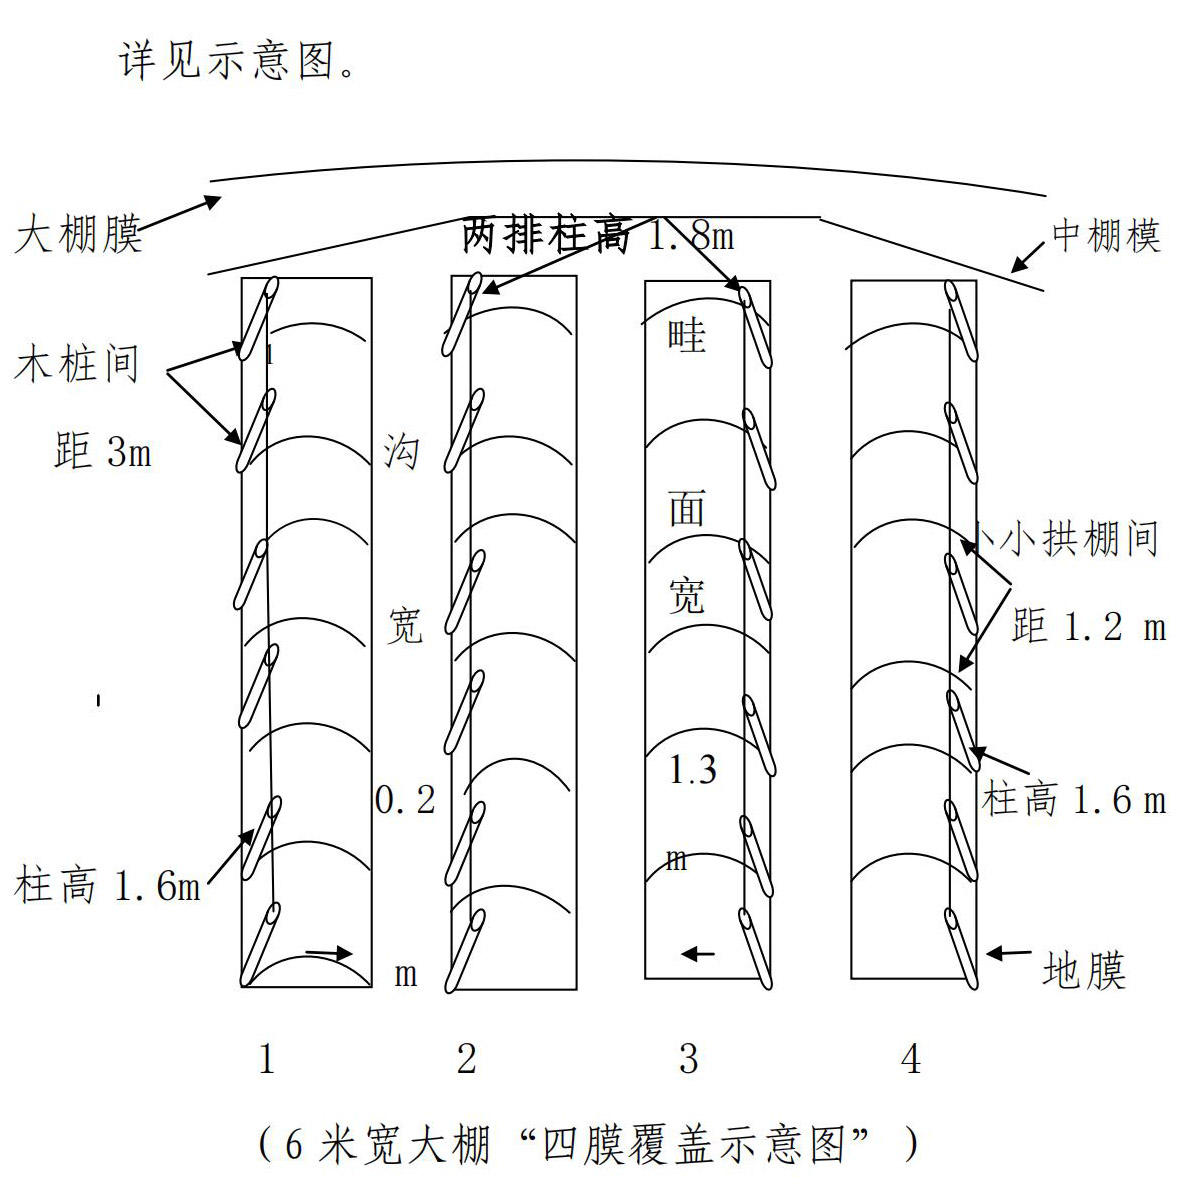 详见示意图。
大棚膜
两排柱高 1.8m
中棚模
木桩间
距 3m
1
沟
宽
0.2
m
畦
面
宽
1.3
m
小小拱棚间
距 1.2 m
柱高 1.6m
柱高 1.6 m
地膜
1 2 3 4
(6 米宽大棚“四膜覆盖示意图”)